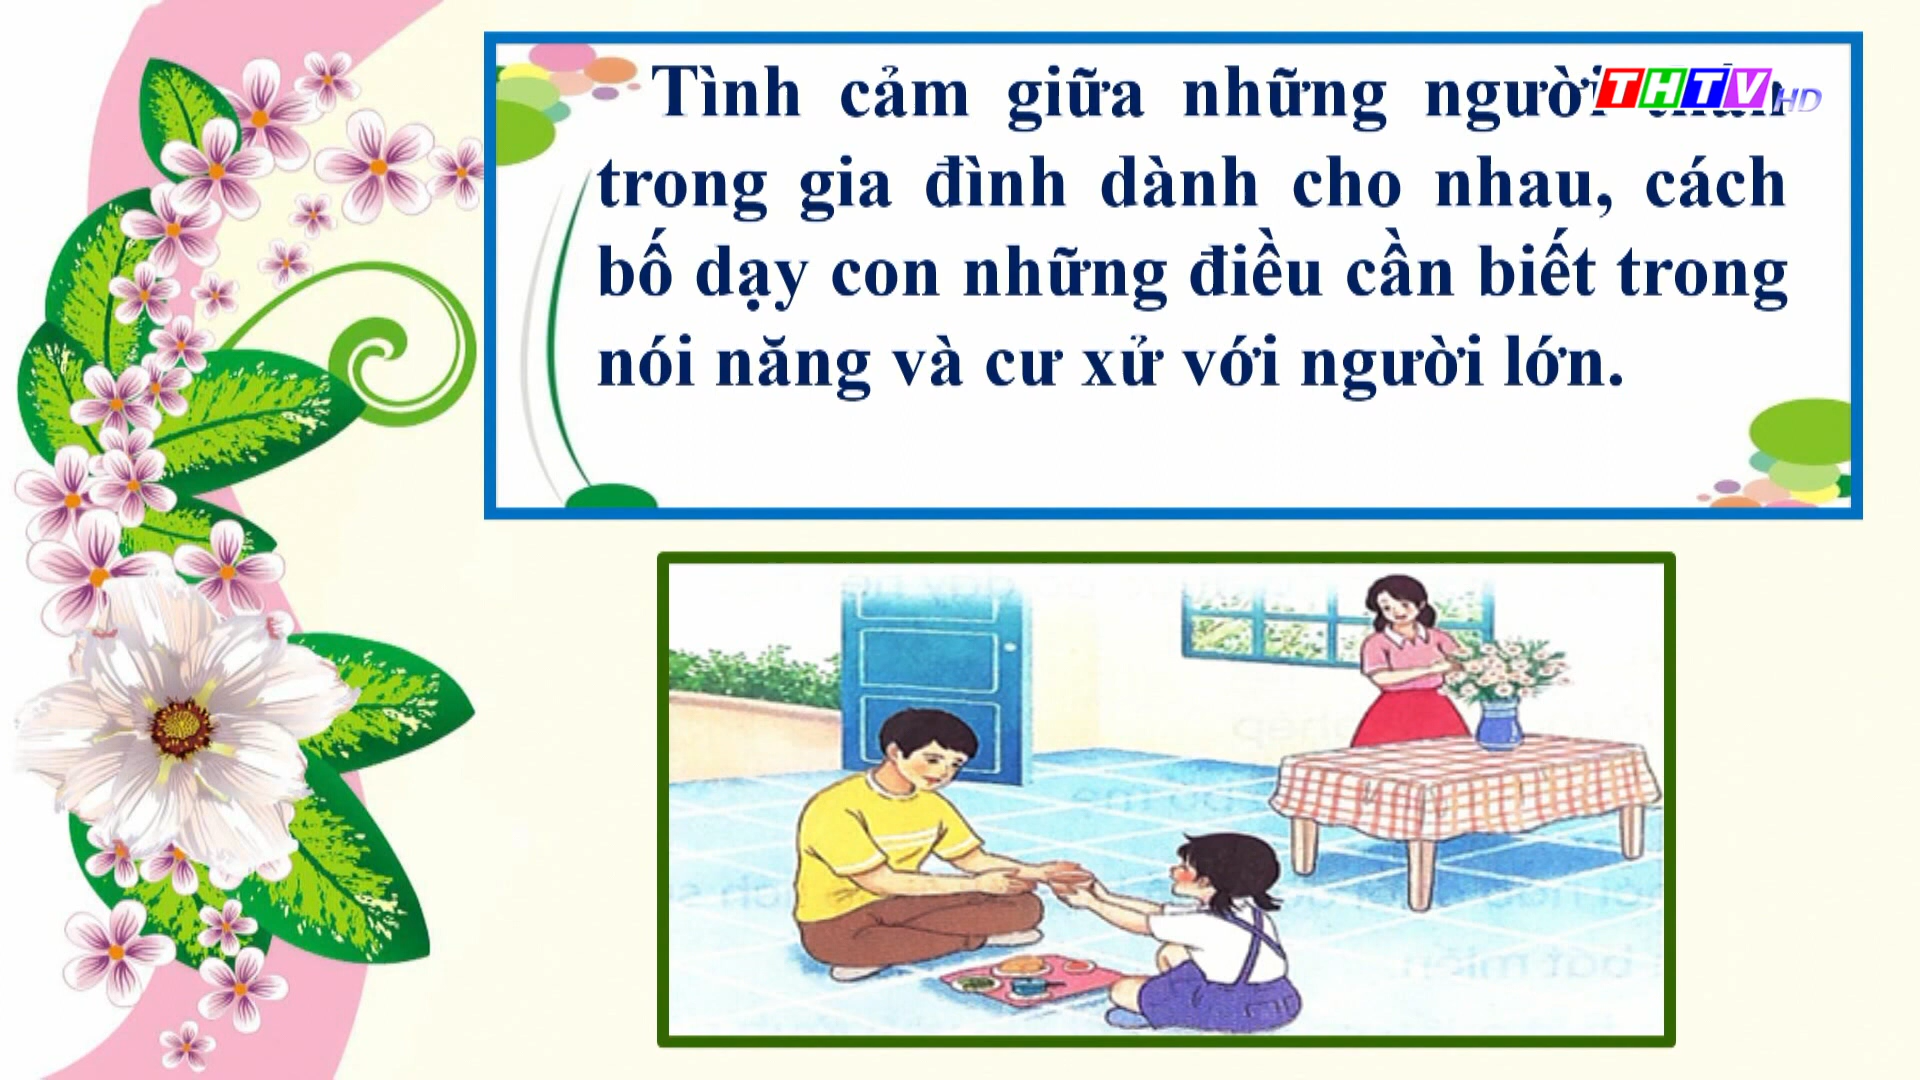 Tình cảm giữa những người
THTV HD
trong gia đình dành cho nhau, cách
bố dạy con những điều cần biết trong
nói năng và cư xử với người lớn.